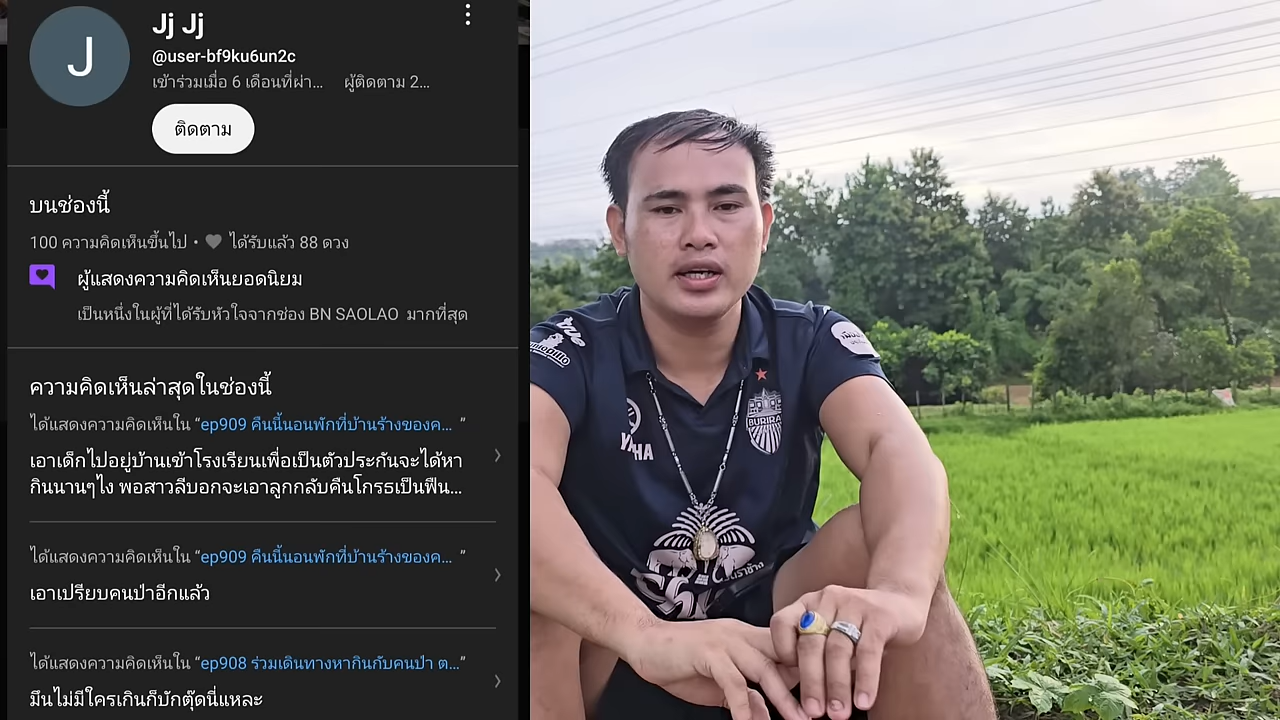 J
Jj Jj
@user-bf9ku6un2c
เข้าร่วมเมื่อ 6 เดือนที่ผ่า... ผู้ติดตาม 2...
ติดตาม
บนช่องนี้
100 ความคิดเห็นขึ้นไป • ได้รับแล้ว 88 ดวง
ผู้แสดงความคิดเห็นยอดนิยม
เป็นหนึ่งในผู้ที่ได้รับหัวใจจากช่อง BN SAOLAO มากที่สุด
ความคิดเห็นล่าสุดในช่องนี้
ได้แสดงความคิดเห็นใน “ep909 คืนนี้นอนพักที่บ้านร้างของค... ”
เอาเด็กไปอยู่บ้านเข้าโรงเรียนเพื่อเป็นตัวประกันจะได้หา
กินนานๆไง พอสาวลีบอกจะเอาลูกกลับคืนโกรธเป็นฟืน...
ได้แสดงความคิดเห็นใน “ep909 คืนนี้นอนพักที่บ้านร้างของค... ”
เอาเปรียบคนป่าอีกแล้ว
ได้แสดงความคิดเห็นใน “ep908 ร่วมเดินทางหากินกับคนป่า ต...”
มึนไม่มีใครเกินก็บักตุ๊ดนี่แหละ
true
BURIRA